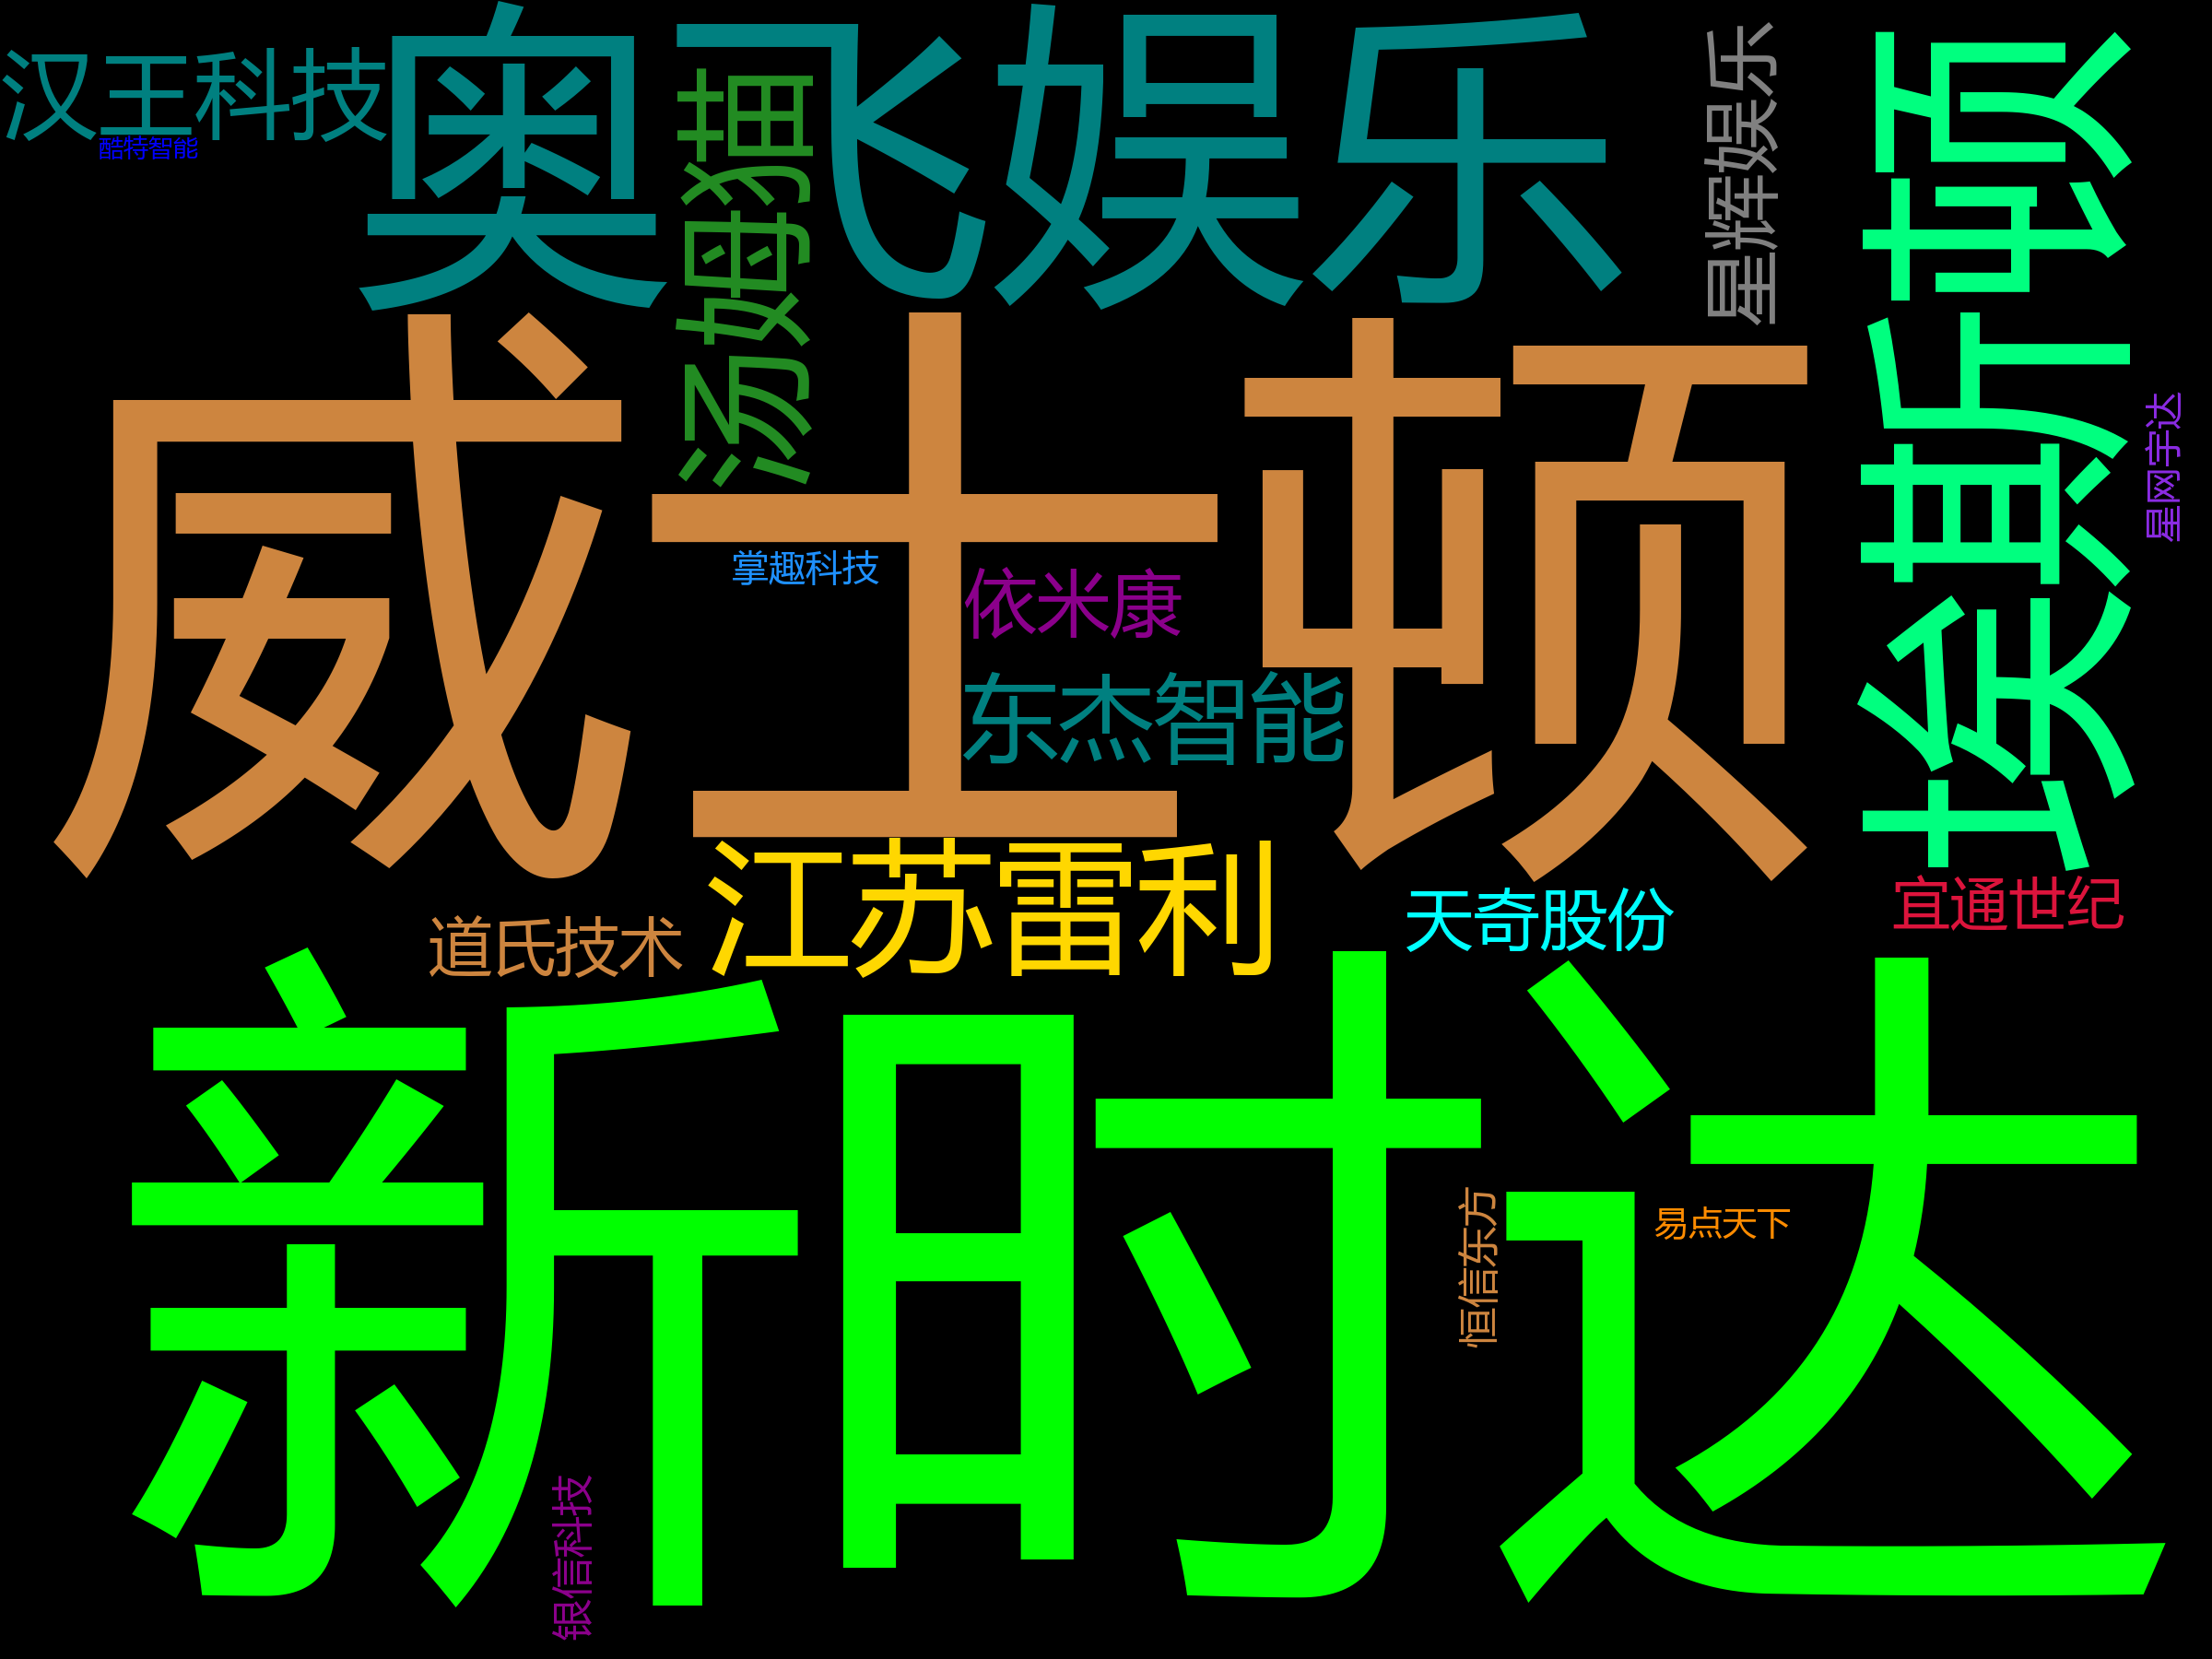 汉王科技
酷特智能
奥飞娱乐
汤姆猫
星辉娱乐
埃夫特
威士顿
星网宇达
掌趣科技
依米康
东杰智能
江苏雷利
天奇股份
宜通世纪
道民技术
新时达
恒信东方
易点天下
银信科技